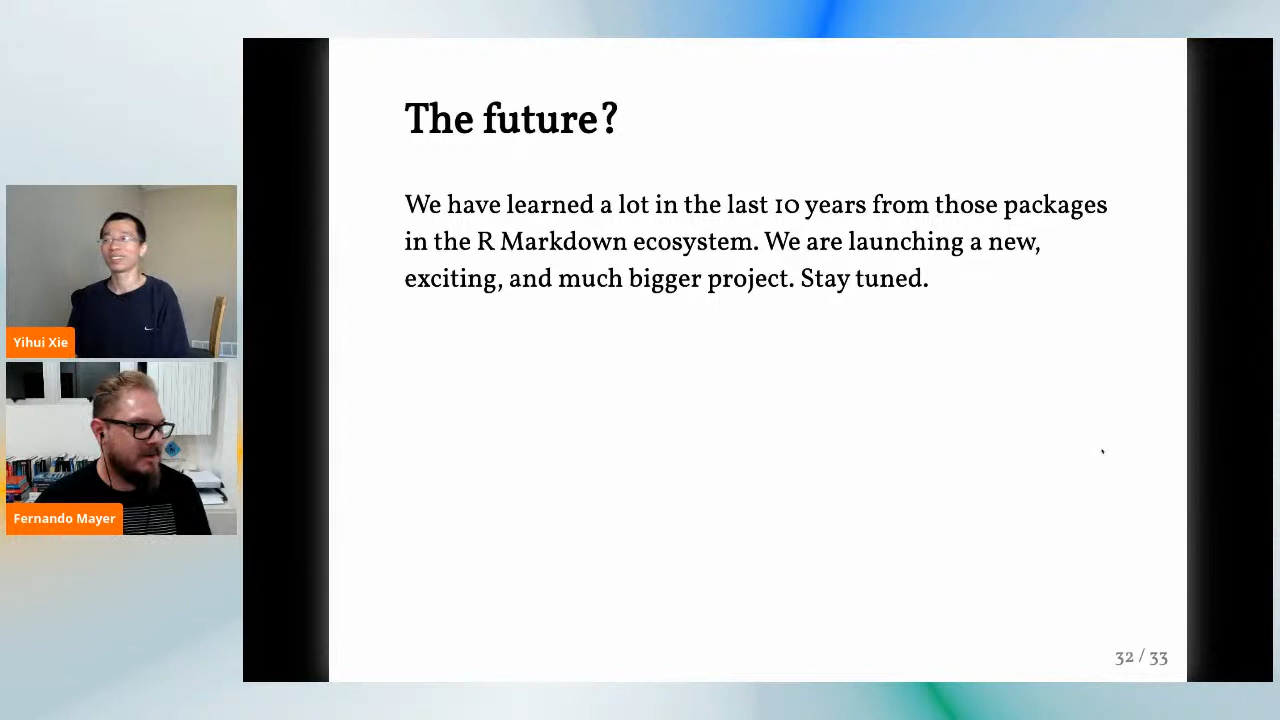 The future?
We have learned a lot in the last 10 years from those packages
in the R Markdown ecosystem. We are launching a new,
exciting, and much bigger project. Stay tuned.
Yihui Xie
Fernando Mayer
32 / 33